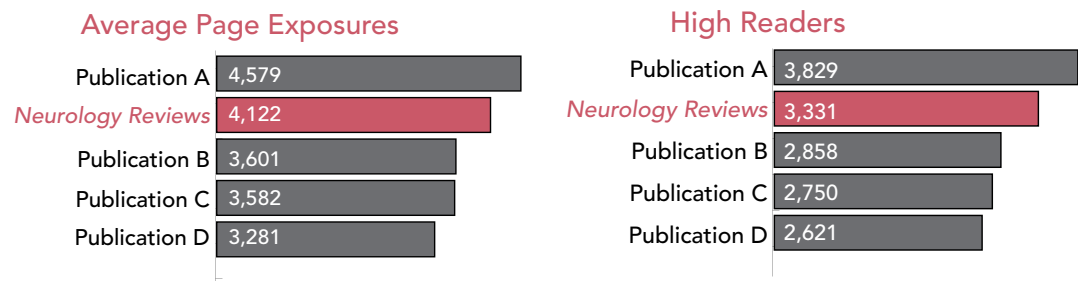 Average Page Exposures
Publication A 4,579
Neurology Reviews 4,122
Publication B 3,601
Publication C 3,582
Publication D 3,281
High Readers
Publication A 3,829
Neurology Reviews 3,331
Publication B 2,858
Publication C 2,750
Publication D 2,621